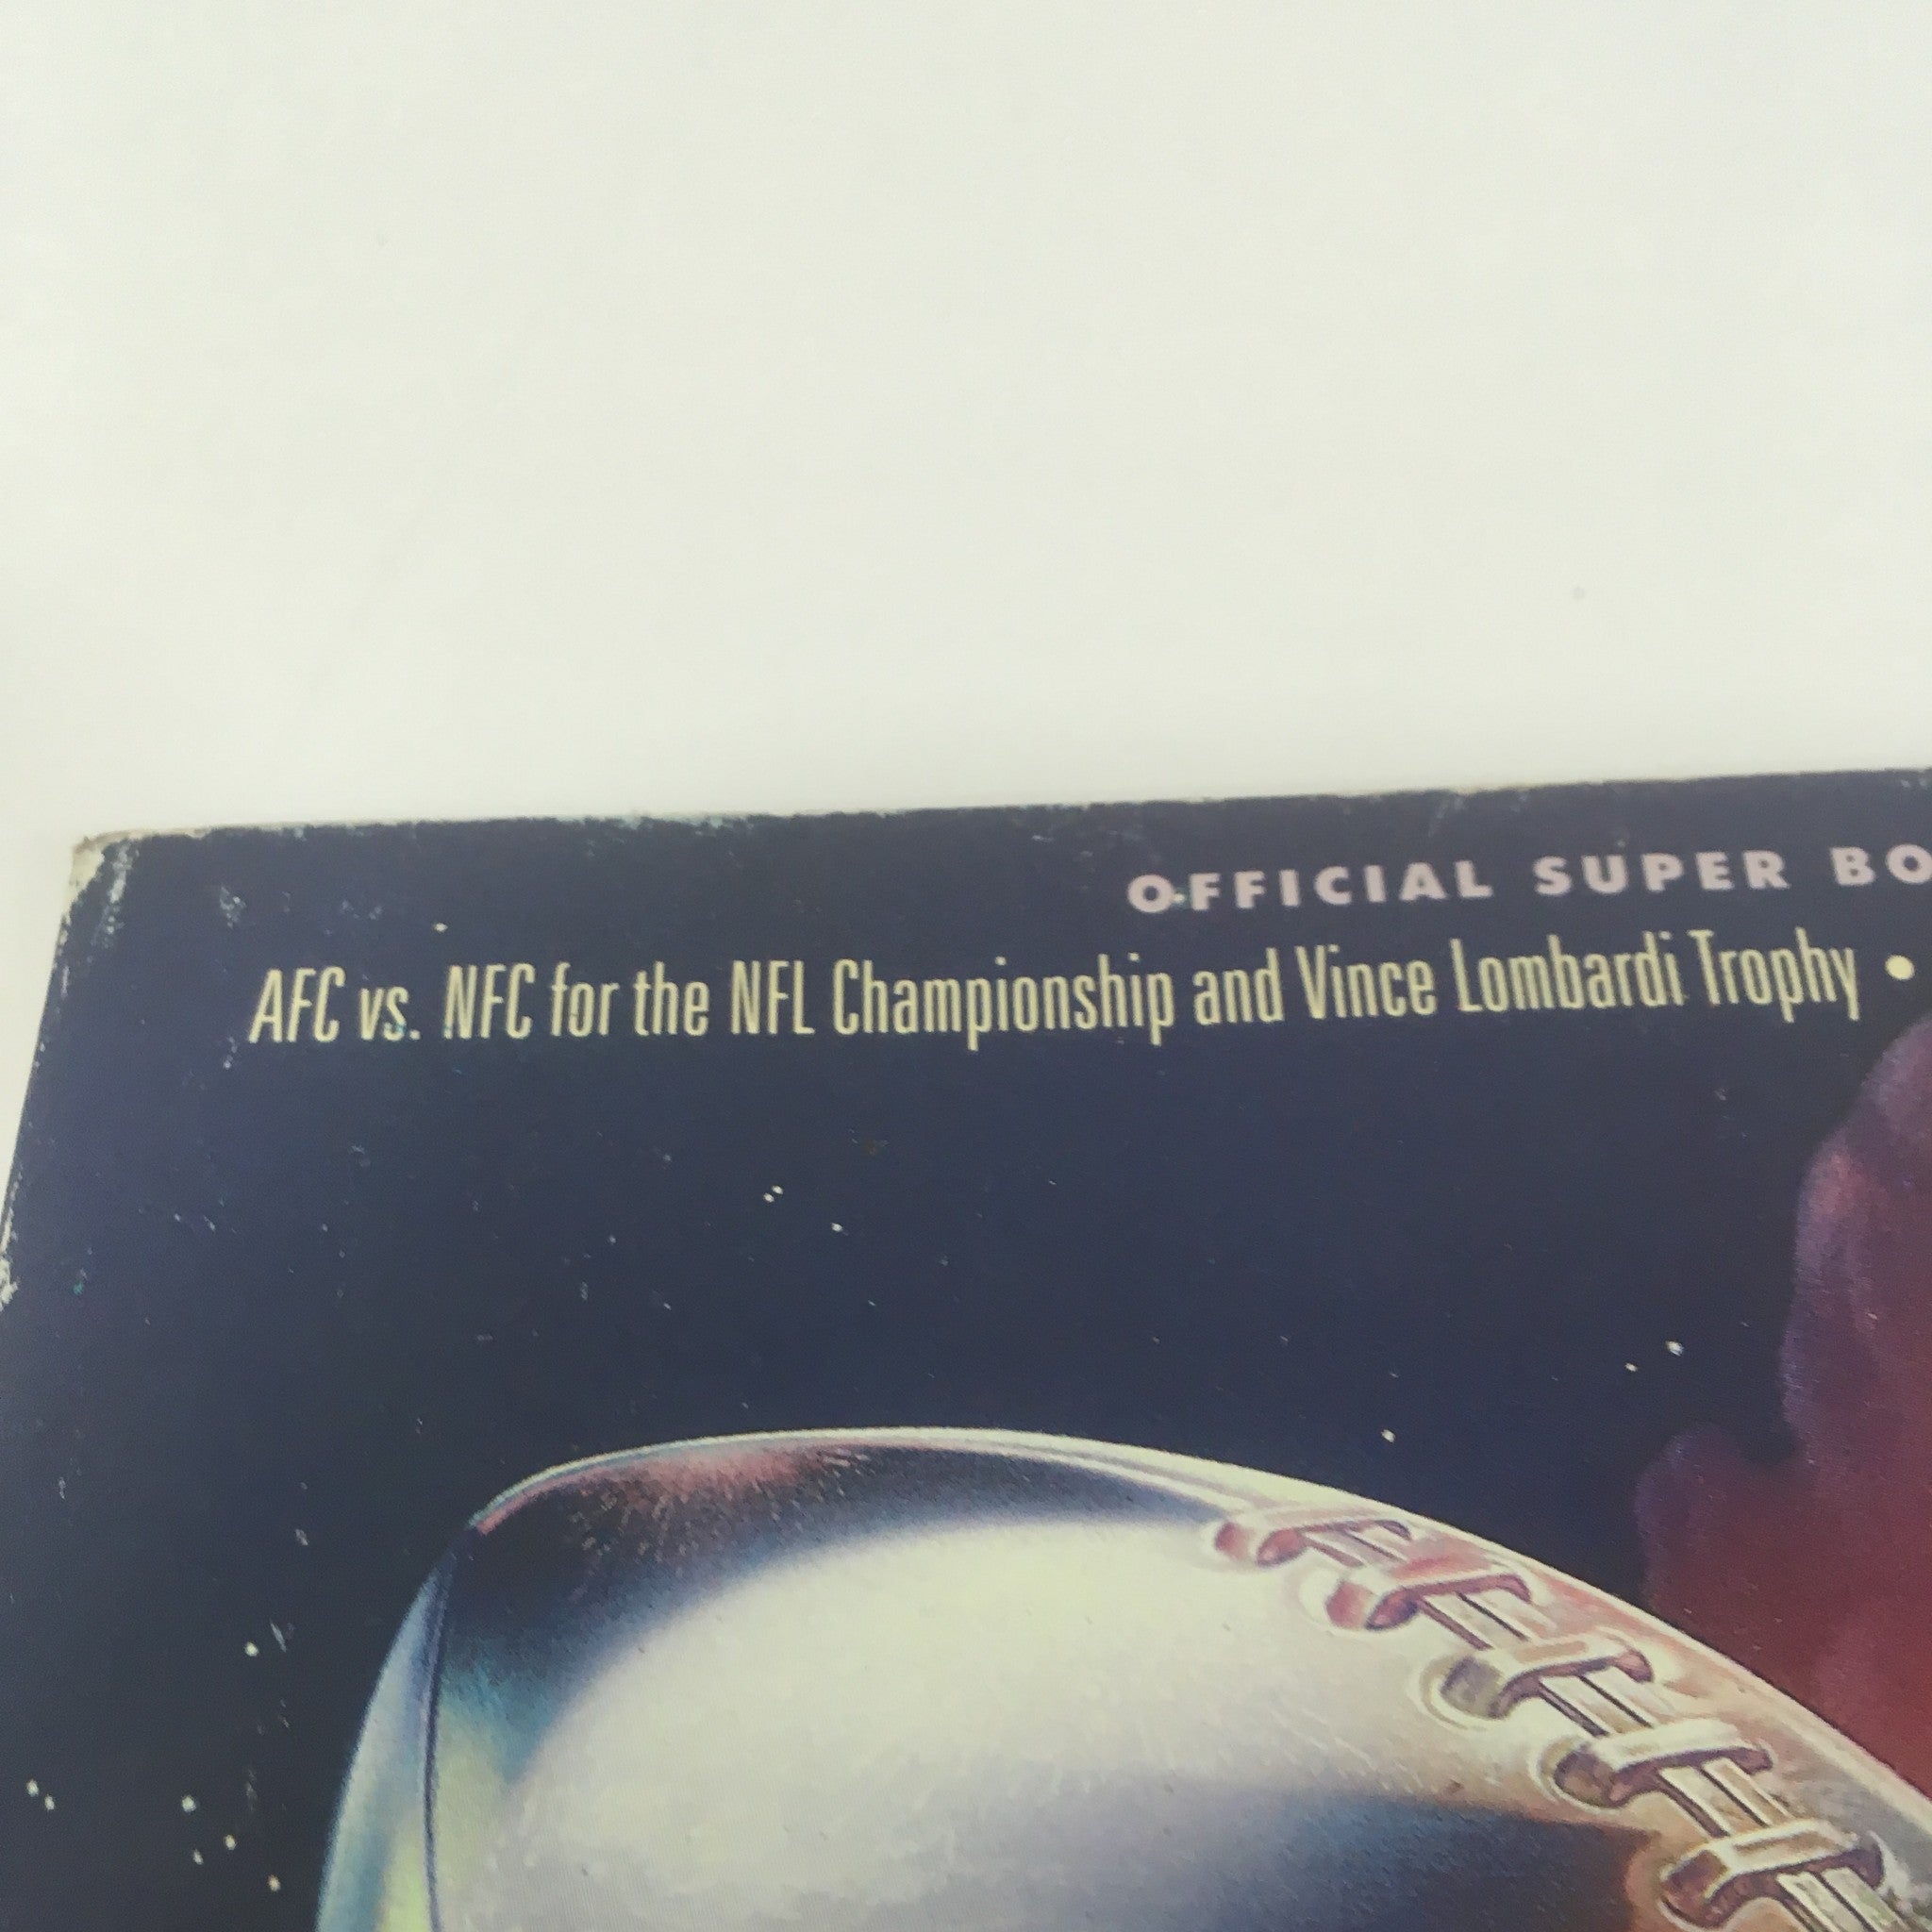 OFFICIAL SUPER BO
AFC vs. NFC for the NFL Championship and Vince Lombardi Trophy •